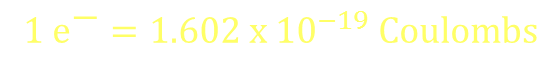 1 e⁻ = 1.602 x 10⁻¹⁹ Coulombs